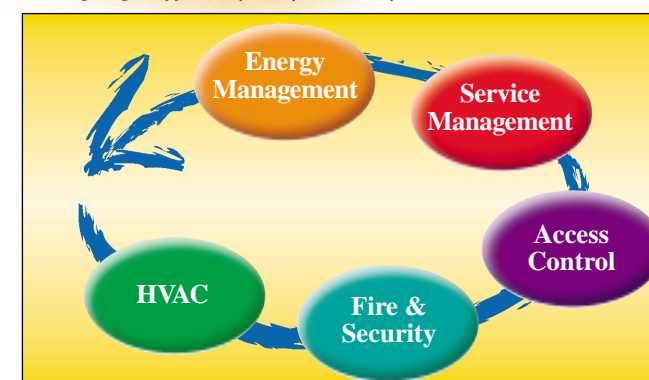 Energy
Management
Service
Management
Access
Control
HVAC
Fire &
Security